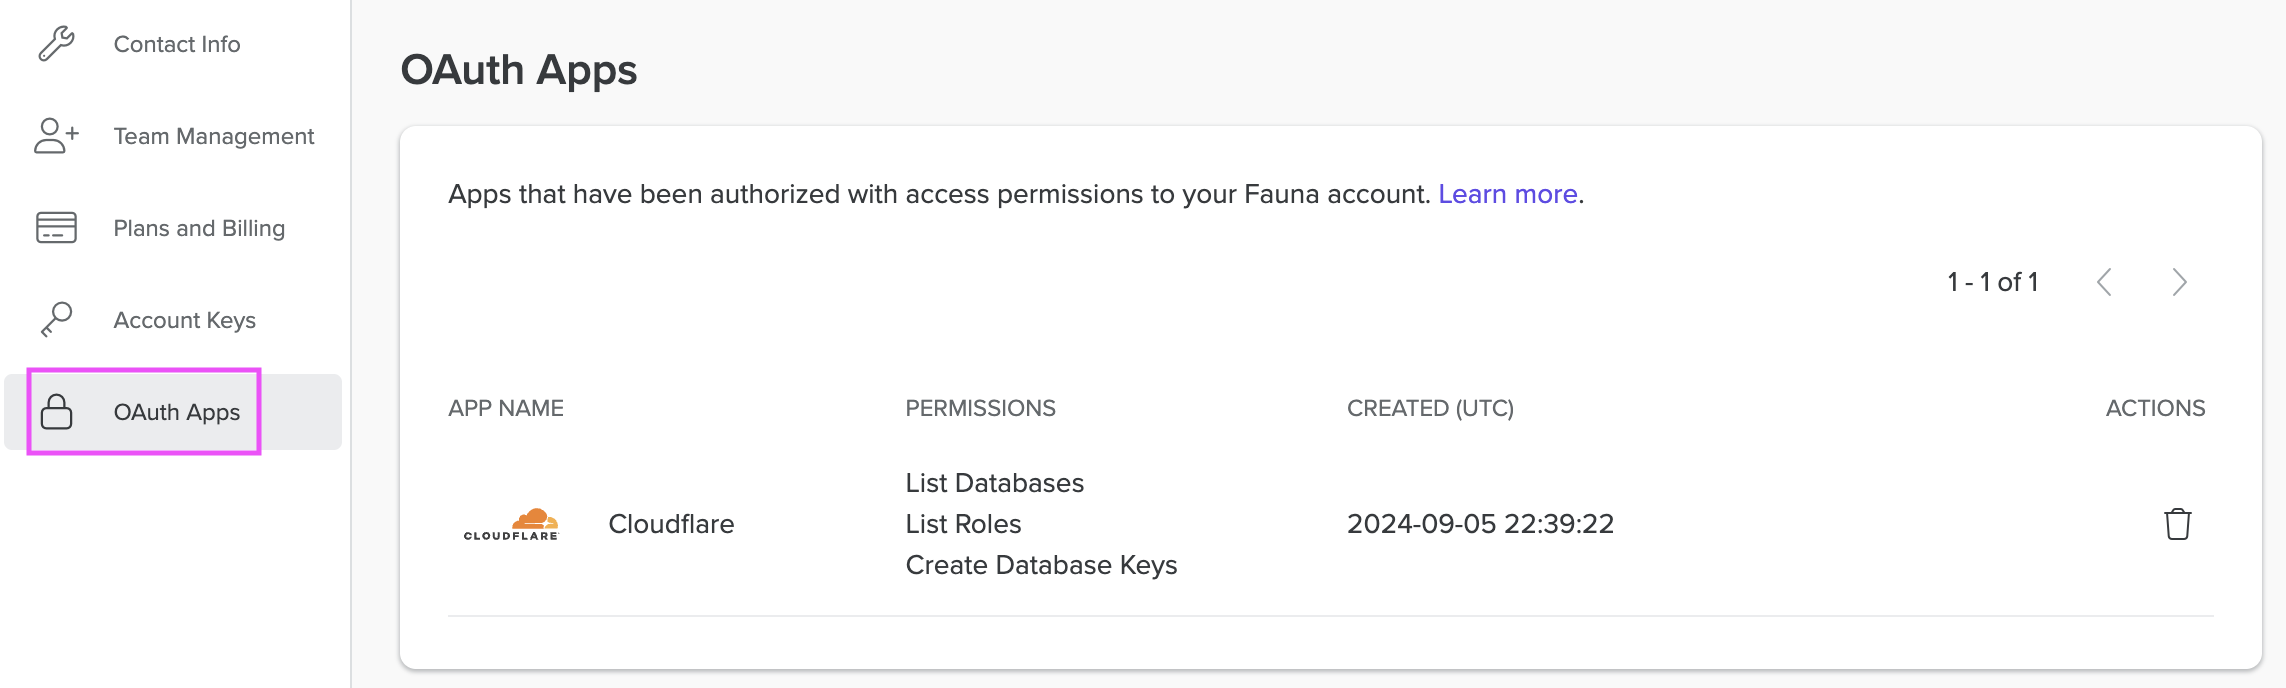 Contact Info
Team Management
Plans and Billing
Account Keys
OAuth Apps
OAuth Apps
Apps that have been authorized with access permissions to your Fauna account. Learn more.
1 - 1 of 1
APP NAME PERMISSIONS CREATED (UTC) ACTIONS
List Databases
CLOUDFLARE Cloudflare List Roles 2024-09-05 22:39:22
Create Database Keys